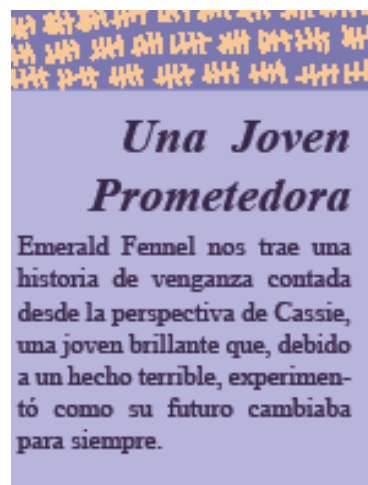 Una Joven
Prometedora
Emerald Fennel nos trae una
historia de venganza contada
desde la perspectiva de Cassie,
una joven brillante que, debido
a un hecho terrible, experimen-
tó como su futuro cambiaba
para siempre.